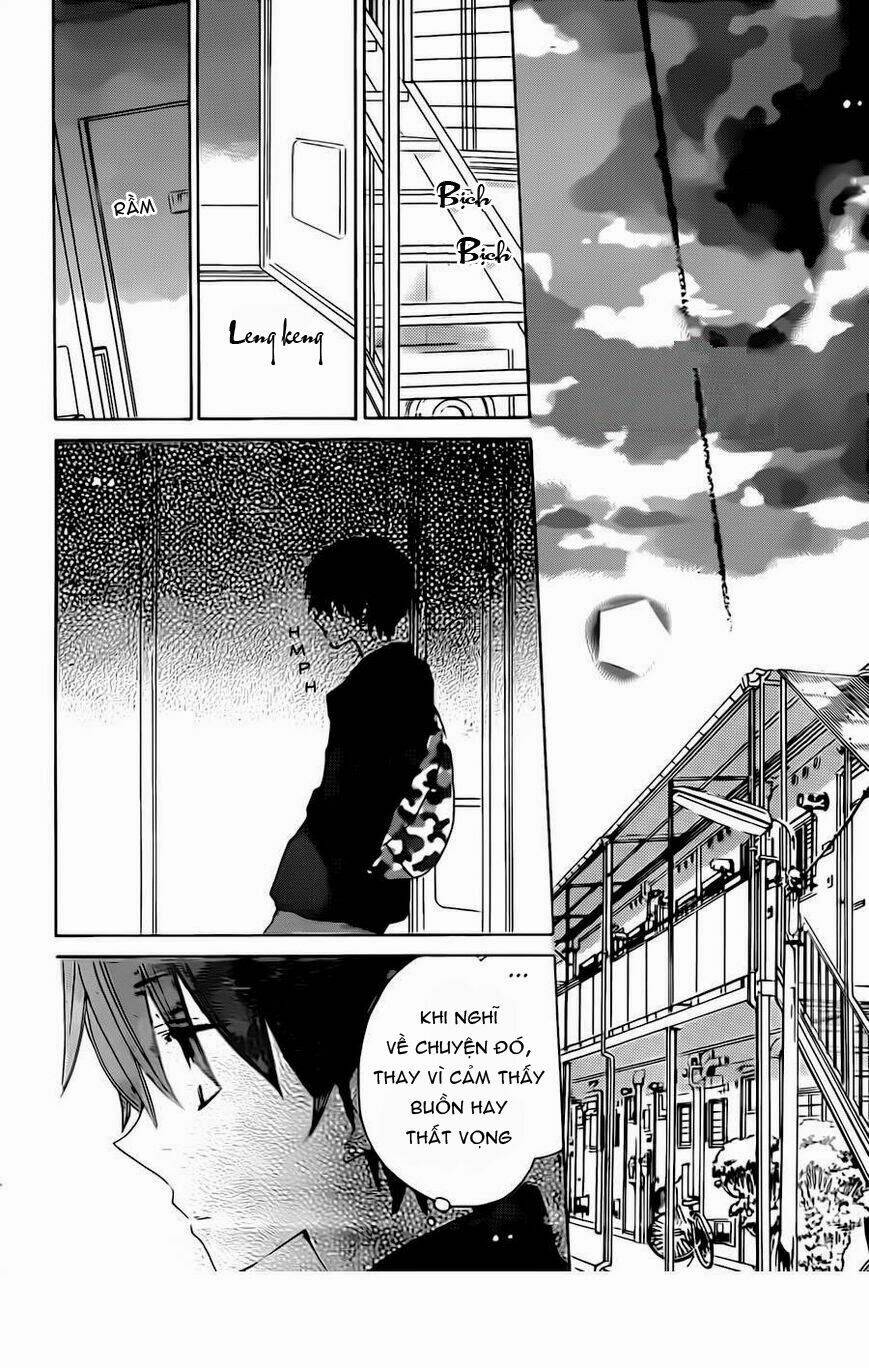 Bịch
Bịch
Leng keng
RẦM
HMPH
...
KHI NGHĨ
VỀ CHUYỆN ĐÓ,
THAY VÌ CẢM THẤY
BUỒN HAY
THẤT VỌNG